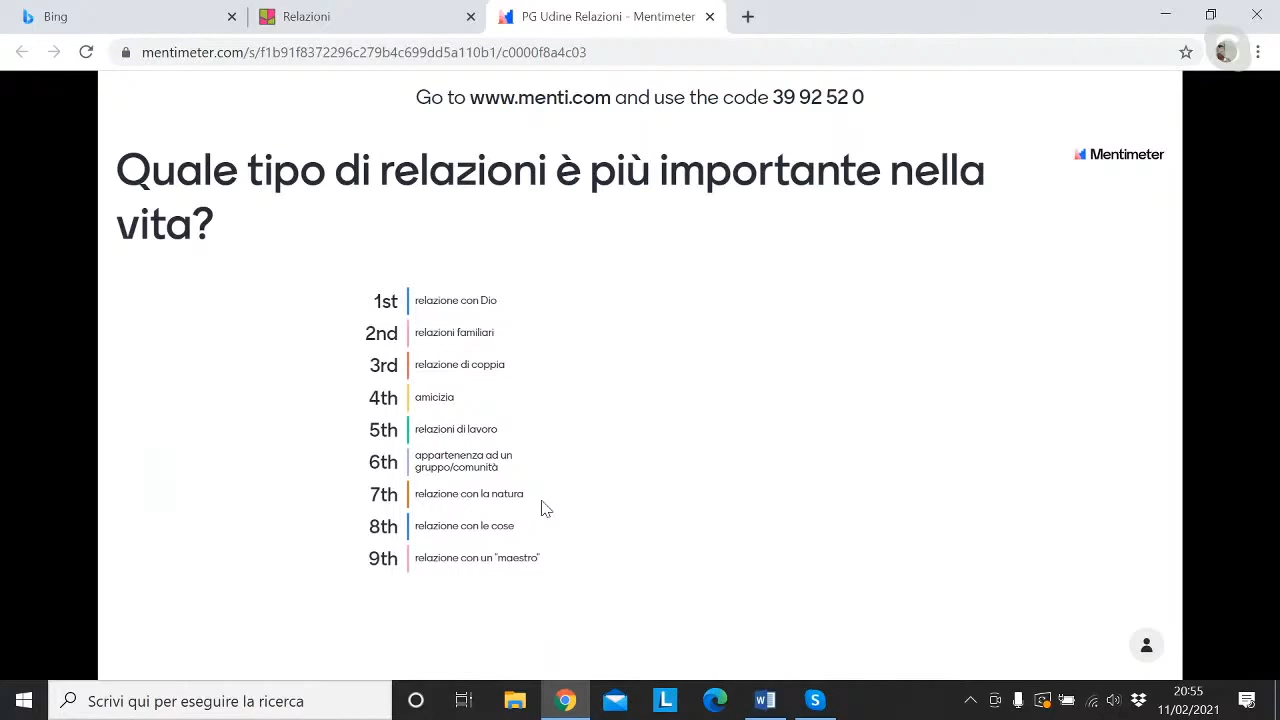 Bing
Relazioni
PG Udine Relazioni - Mentimeter
mentimeter.com/s/f1b91f8372296c279b4c699dd5a110b1/c0000f8a4c03
Go to www.menti.com and use the code 39 92 52 0
Mentimeter
Quale tipo di relazioni è più importante nella
vita?
1st relazione con Dio
2nd relazioni familiari
3rd relazione di coppia
4th amicizia
5th relazioni di lavoro
6th appartenenza ad un
gruppo/comunità
7th relazione con la natura
8th relazione con le cose
9th relazione con un "maestro"
Scrivi qui per eseguire la ricerca
L
W
S
20:55
11/02/2021